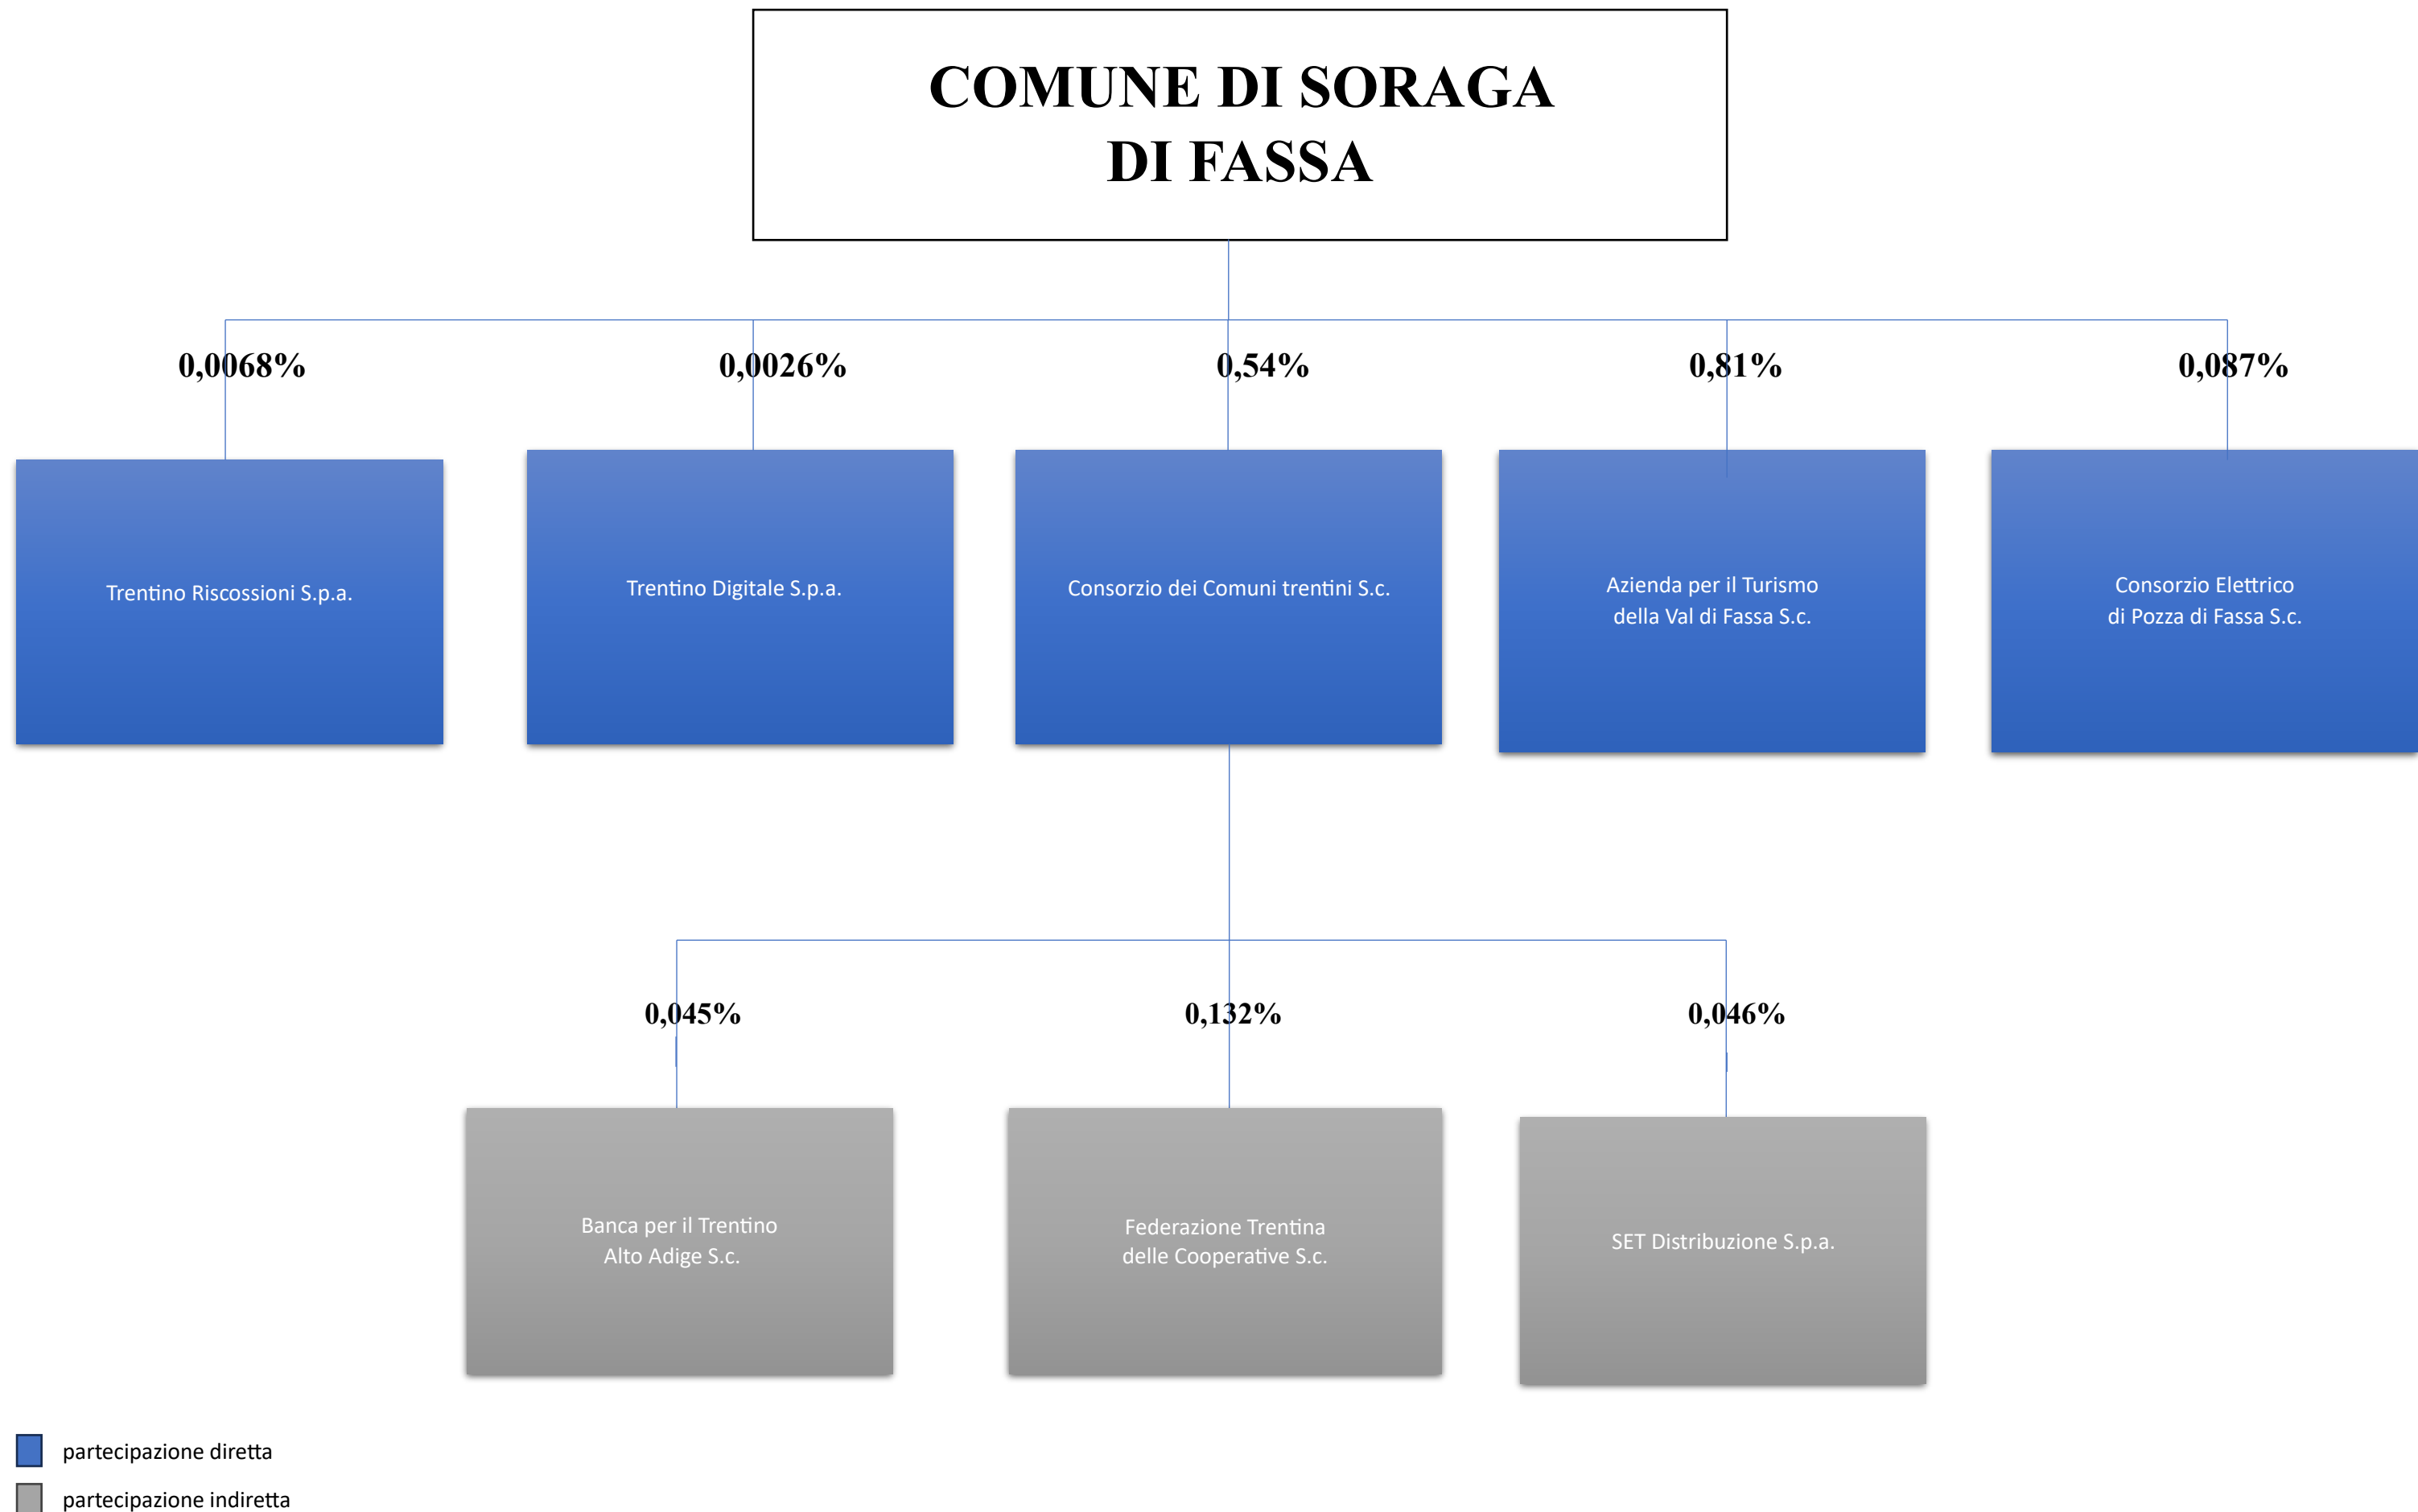 COMUNE DI SORAGA
DI FASSA
0,0068%
0,0026%
0,54%
0,81%
0,087%
Trentino Riscossioni S.p.a.
Trentino Digitale S.p.a.
Consorzio dei Comuni trentini S.c.
Azienda per il Turismo
della Val di Fassa S.c.
Consorzio Elettrico
di Pozza di Fassa S.c.
0,045%
0,132%
0,046%
Banca per il Trentino
Alto Adige S.c.
Federazione Trentina
delle Cooperative S.c.
SET Distribuzione S.p.a.
partecipazione diretta
partecipazione indiretta